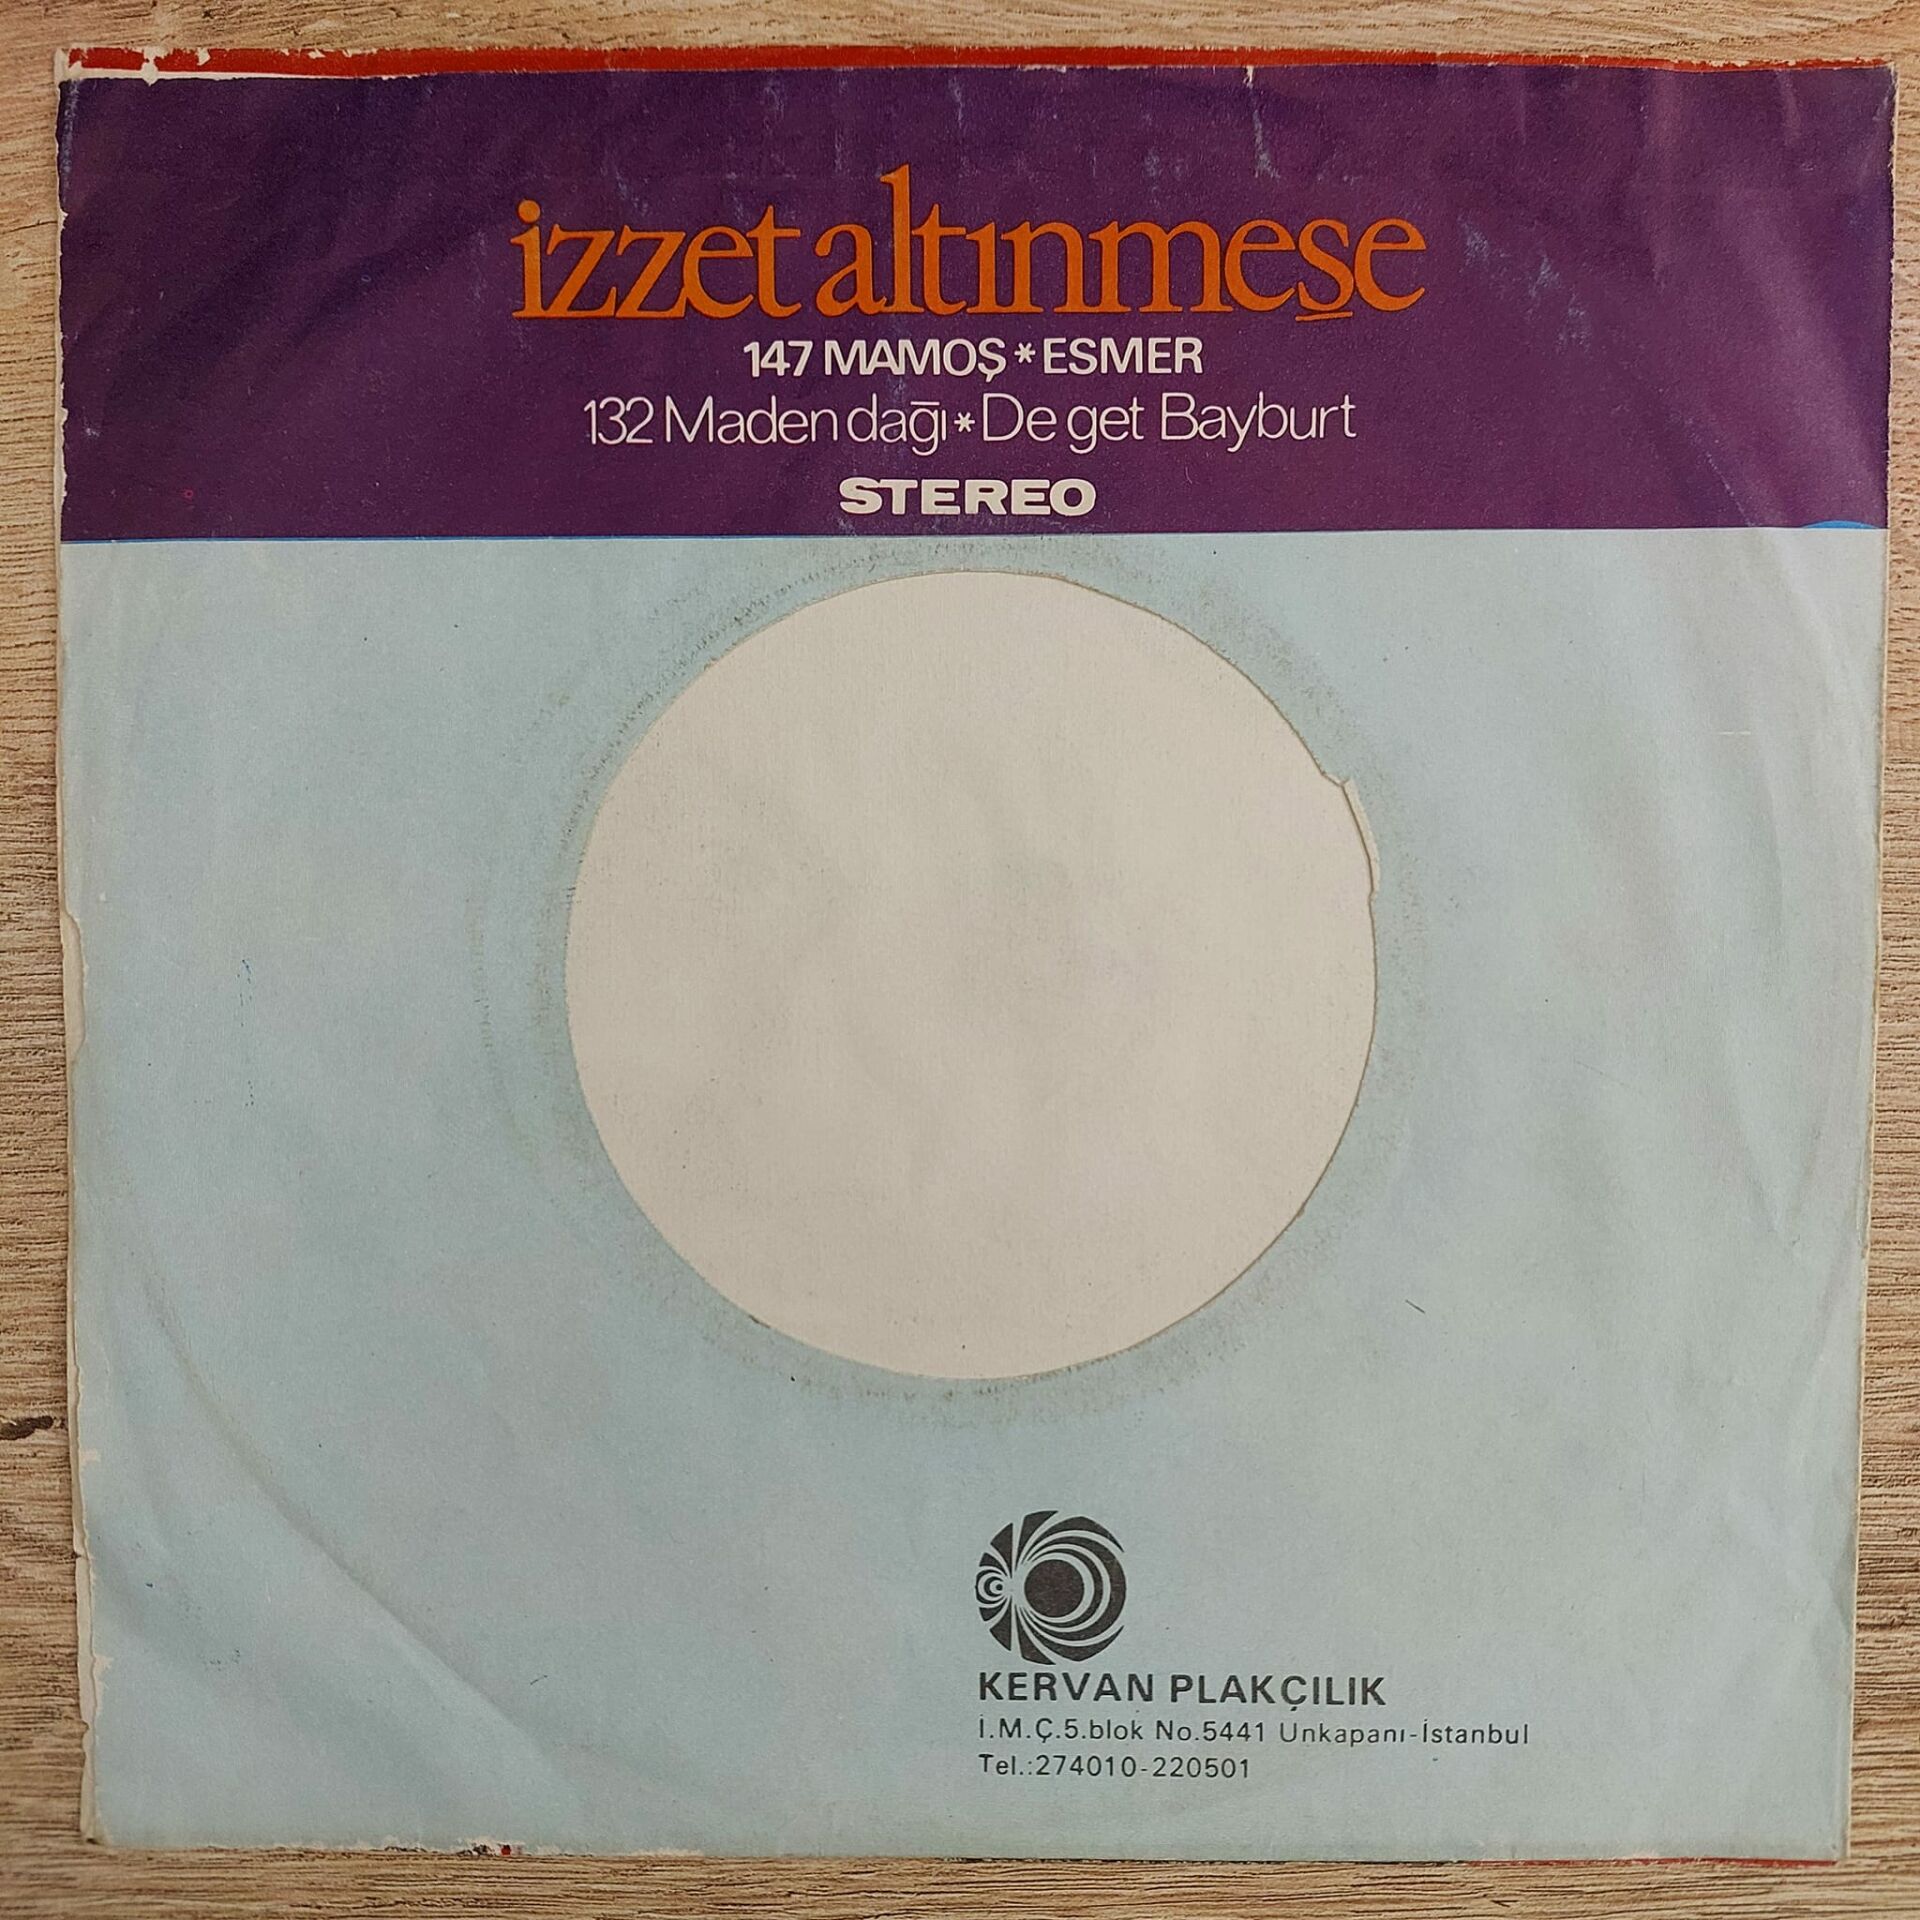 izzet altınmeşe
147 MAMOŞ * ESMER
132 Maden dağı * De get Bayburt
STEREO
KERVAN PLAKÇILIK
İ.M.Ç.5.blok No.5441 Unkapanı-İstanbul
Tel.:274010-220501